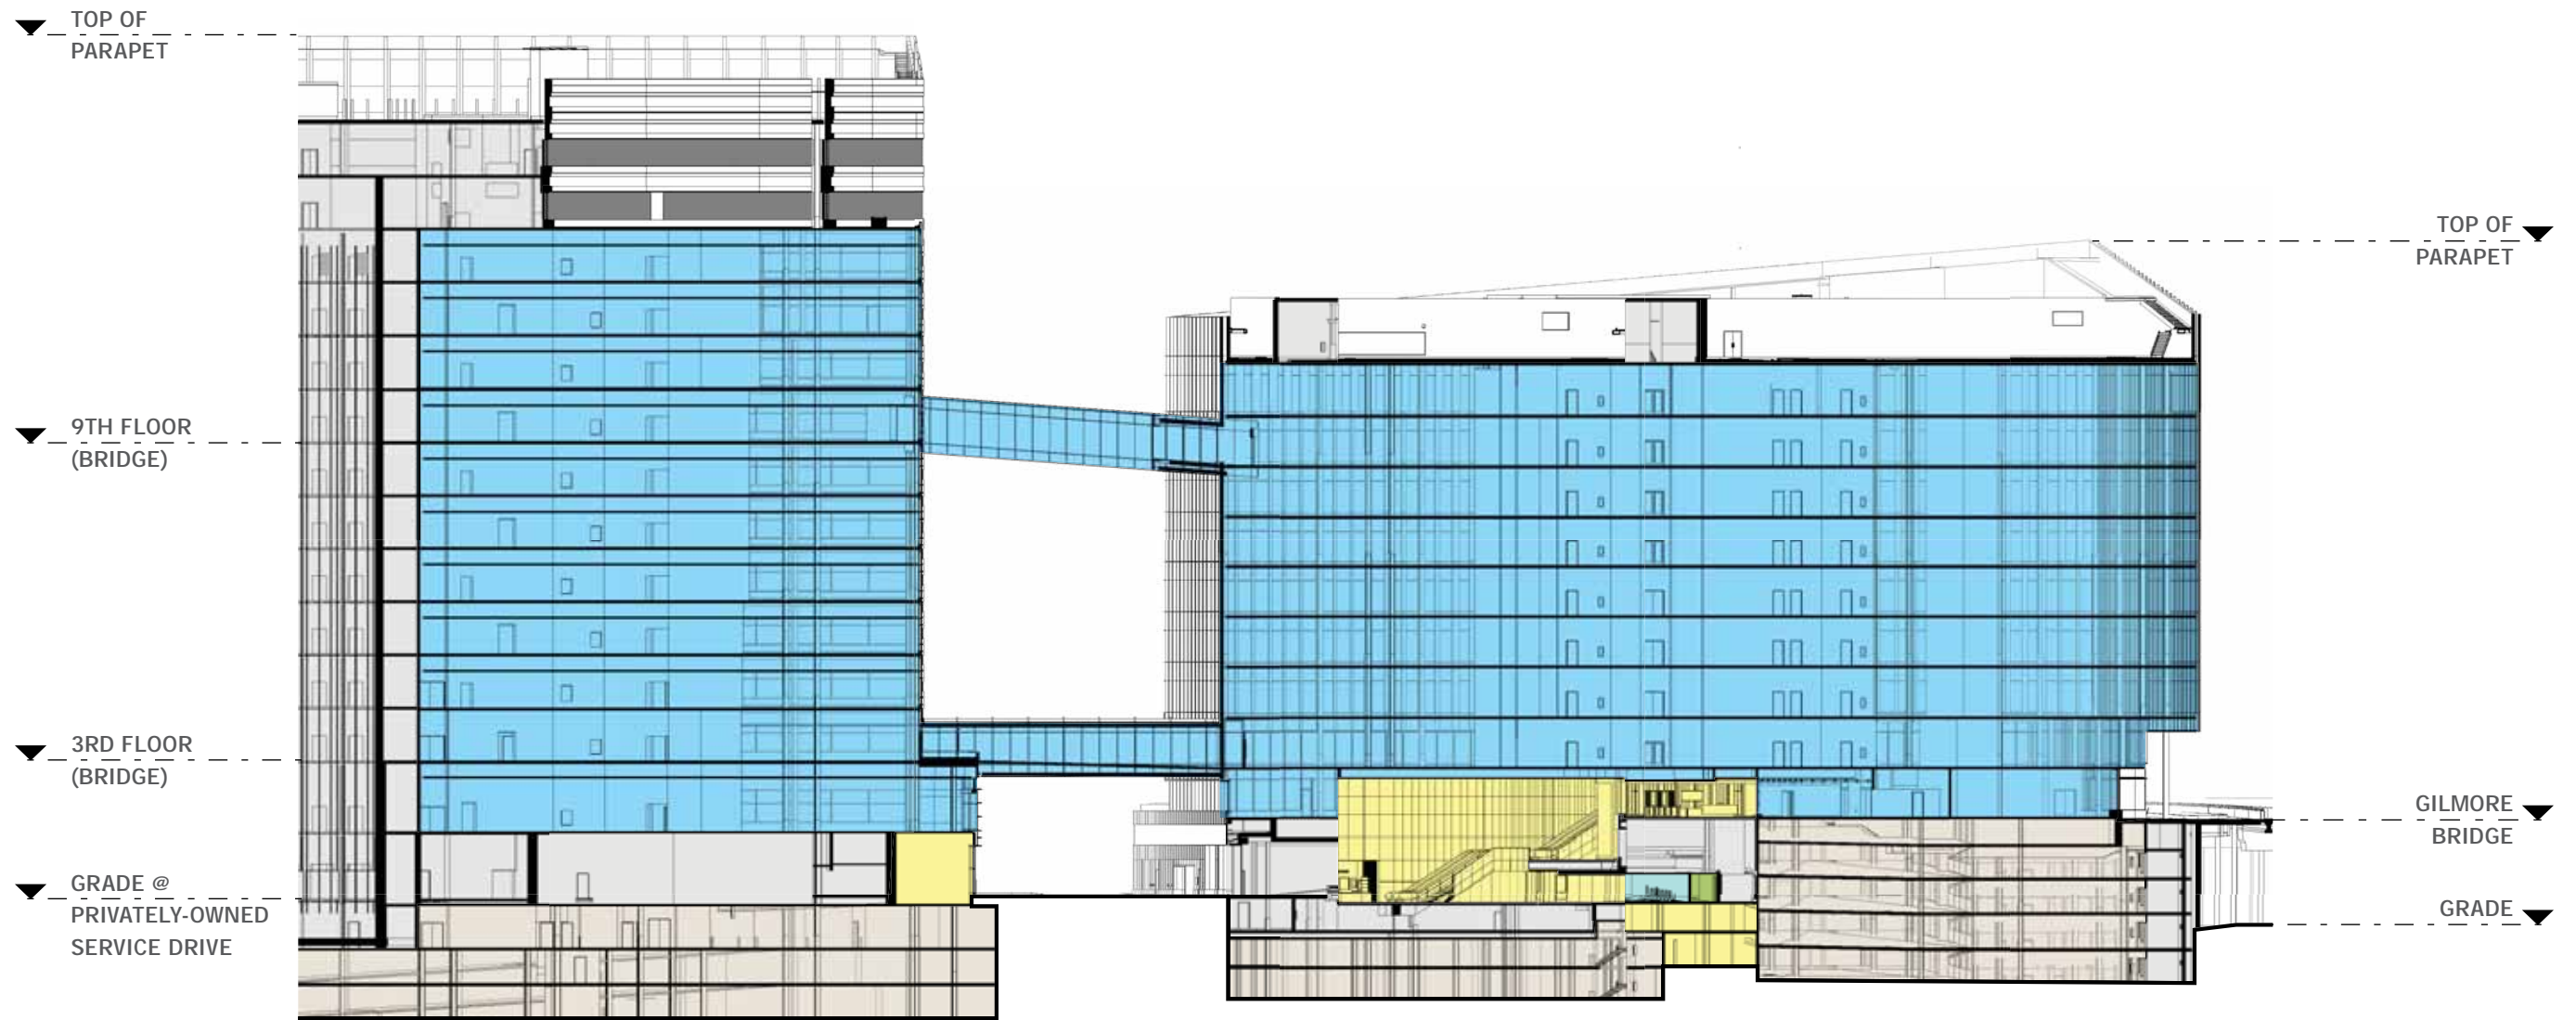 TOP OF
PARAPET
9TH FLOOR
(BRIDGE)
3RD FLOOR
(BRIDGE)
GRADE @
PRIVATELY-OWNED
SERVICE DRIVE
TOP OF
PARAPET
GILMORE
BRIDGE
GRADE